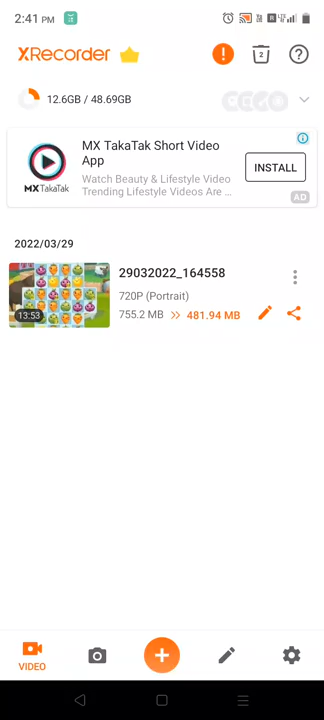 2:41 PM
XRecorder
2
12.6GB / 48.69GB
MX TakaTak Short Video
App
Watch Beauty & Lifestyle Video
Trending Lifestyle Videos Are ...
MX TakaTak
INSTALL
AD
2022/03/29
29032022_164558
720P (Portrait)
755.2 MB >> 481.94 MB
13:53
VIDEO